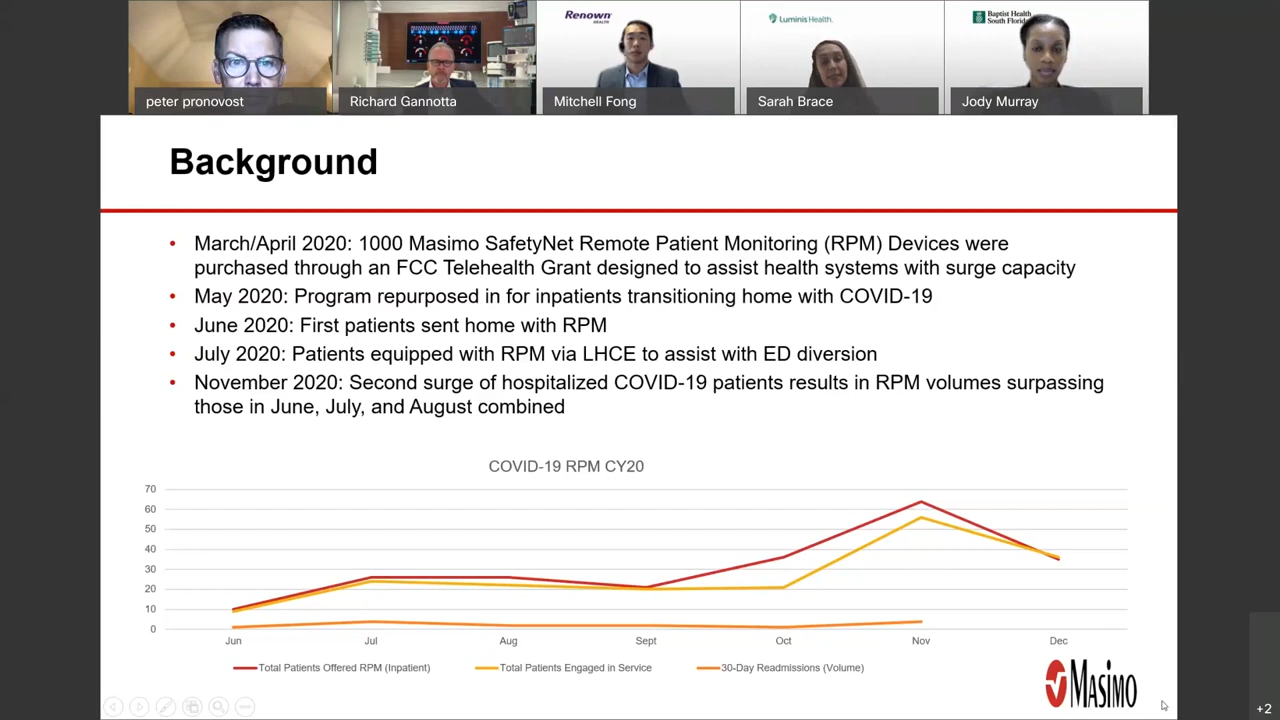 Renown
HEALTH
Luminis Health.
Baptist Health
South Florida
peter pronovost
Richard Gannotta
Mitchell Fong
Sarah Brace
Jody Murray
Background
• March/April 2020: 1000 Masimo SafetyNet Remote Patient Monitoring (RPM) Devices were
purchased through an FCC Telehealth Grant designed to assist health systems with surge capacity
• May 2020: Program repurposed in for inpatients transitioning home with COVID-19
• June 2020: First patients sent home with RPM
• July 2020: Patients equipped with RPM via LHCE to assist with ED diversion
• November 2020: Second surge of hospitalized COVID-19 patients results in RPM volumes surpassing
those in June, July, and August combined
COVID-19 RPM CY20
70
60
50
40
30
20
10
0
Jun Jul Aug Sept Oct Nov Dec
Total Patients Offered RPM (Inpatient) Total Patients Engaged in Service 30-Day Readmissions (Volume)
Masimo
+2